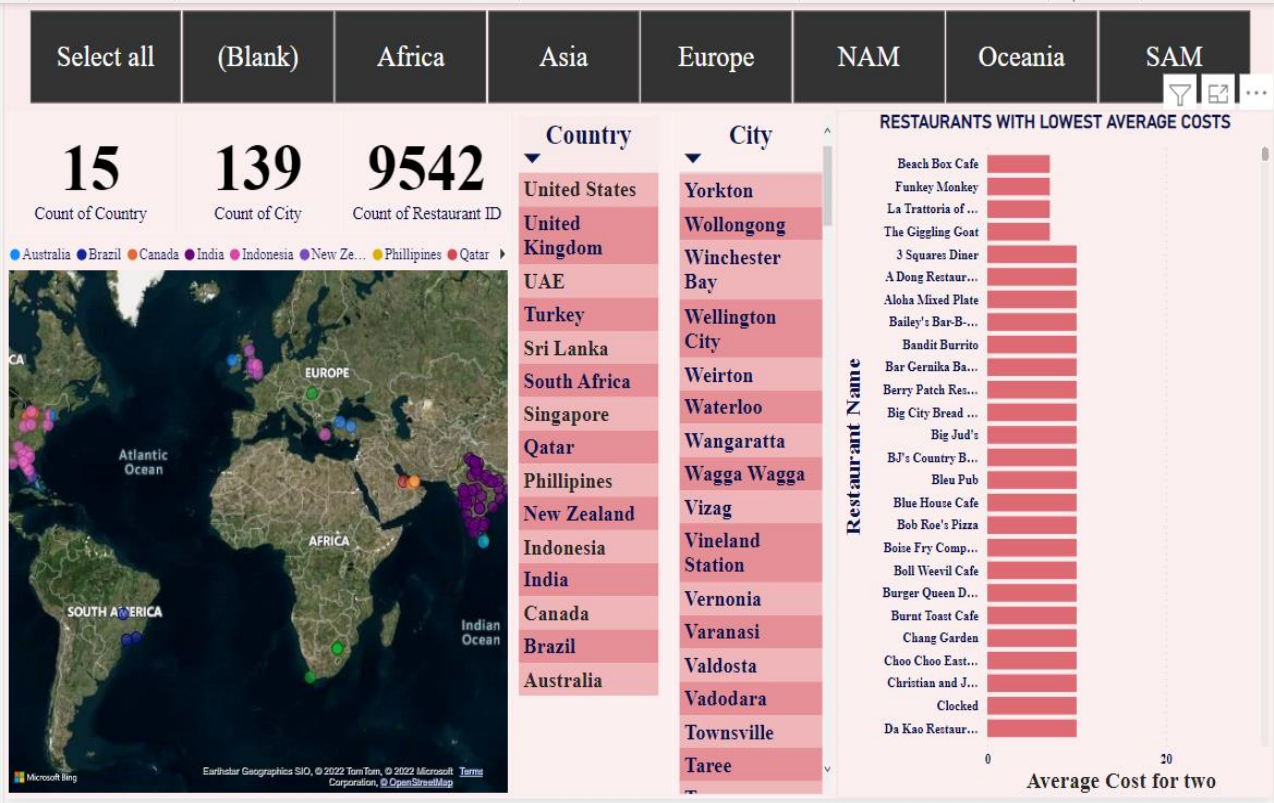 Select all
(Blank)
Africa
Asia
Europe
NAM
Oceania
SAM
15
Count of Country
139
Count of City
9542
Count of Restaurant ID
Australia Brazil Canada India Indonesia New Ze... Phillipines Qatar
CA
EUROPE
Atlantic
Ocean
AFRICA
SOUTH AMERICA
Indian
Ocean
Microsoft Bing
Earthstar Geographics SIO, © 2022 TomTom, © 2022 Microsoft Terms
Corporation, © OpenStreetMap
Country
United States
United
Kingdom
UAE
Turkey
Sri Lanka
South Africa
Singapore
Qatar
Phillipines
New Zealand
Indonesia
India
Canada
Brazil
Australia
City
Yorkton
Wollongong
Winchester
Bay
Wellington
City
Weirton
Waterloo
Wangaratta
Wagga Wagga
Vizag
Vineland
Station
Vernonia
Varanasi
Valdosta
Vadodara
Townsville
Taree
RESTAURANTS WITH LOWEST AVERAGE COSTS
Restaurant Name
Beach Box Cafe
Funkey Monkey
La Trattoria of ...
The Giggling Goat
3 Squares Diner
A Dong Restaur...
Aloha Mixed Plate
Bailey's Bar-B-...
Bandit Burrito
Bar Gernika Ba...
Berry Patch Res...
Big City Bread ...
Big Jud's
BJ's Country B...
Bleu Pub
Blue House Cafe
Bob Roe's Pizza
Boise Fry Comp...
Boll Weevil Cafe
Burger Queen D...
Burnt Toast Cafe
Chang Garden
Choo Choo East...
Christian and J...
Clocked
Da Kao Restaur...
0 20
Average Cost for two